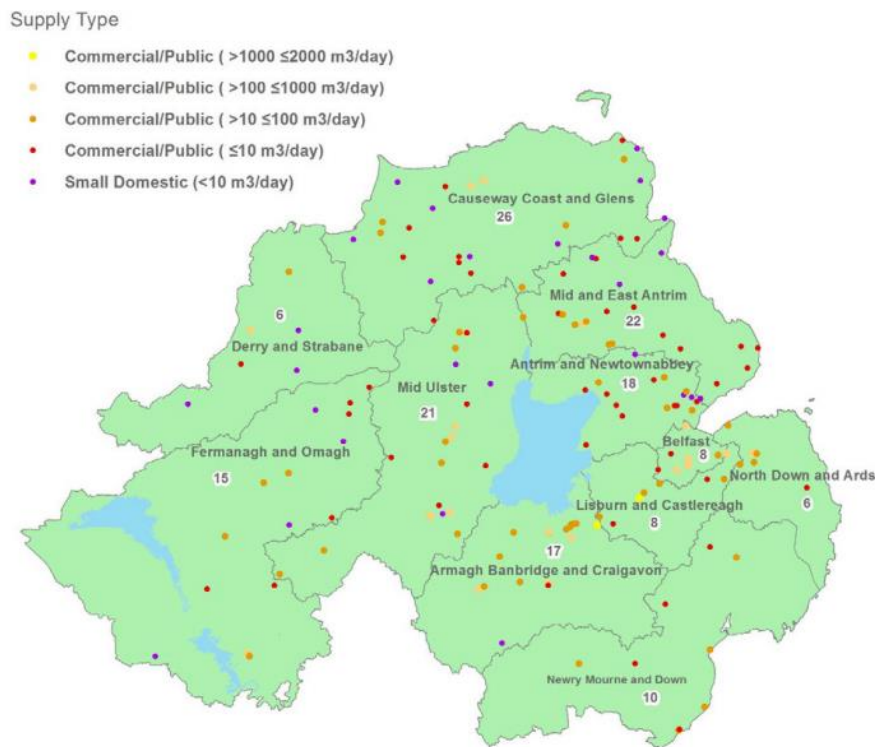 Supply Type
Commercial/Public ( >1000 ≤2000 m3/day)
Commercial/Public ( >100 ≤1000 m3/day)
Commercial/Public ( >10 ≤100 m3/day)
Commercial/Public (≤10 m3/day)
Small Domestic (<10 m3/day)
Causeway Coast and Glens
26
Mid and East Antrim
22
6
Derry and Strabane
Antrim and Newtownabbey
18
Mid Ulster
21
Belfast
8
Fermanagh and Omagh
15
North Down and Ards
6
Lisburn and Castlereagh
8
17
Armagh Banbridge and Craigavon
Newry Mourne and Down
10